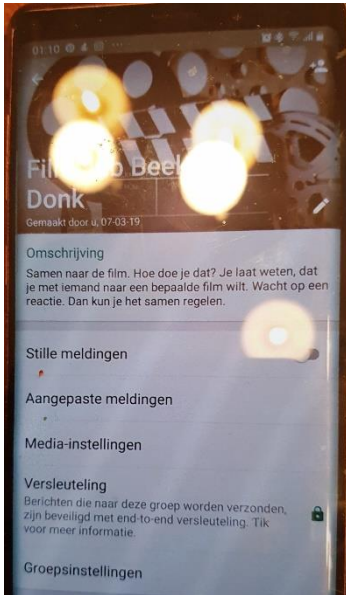 01:10
Beek
Donk
Gemaakt door u, 07-03-19
Omschrijving
Samen naar de film. Hoe doe je dat? Je laat weten, dat
je met iemand naar een bepaalde film wilt. Wacht op een
reactie. Dan kun je het samen regelen.
Stille meldingen
Aangepaste meldingen
Media-instellingen
Versleuteling
Berichten die naar deze groep worden verzonden,
zijn beveiligd met end-to-end versleuteling. Tik
voor meer informatie.
Groepsinstellingen